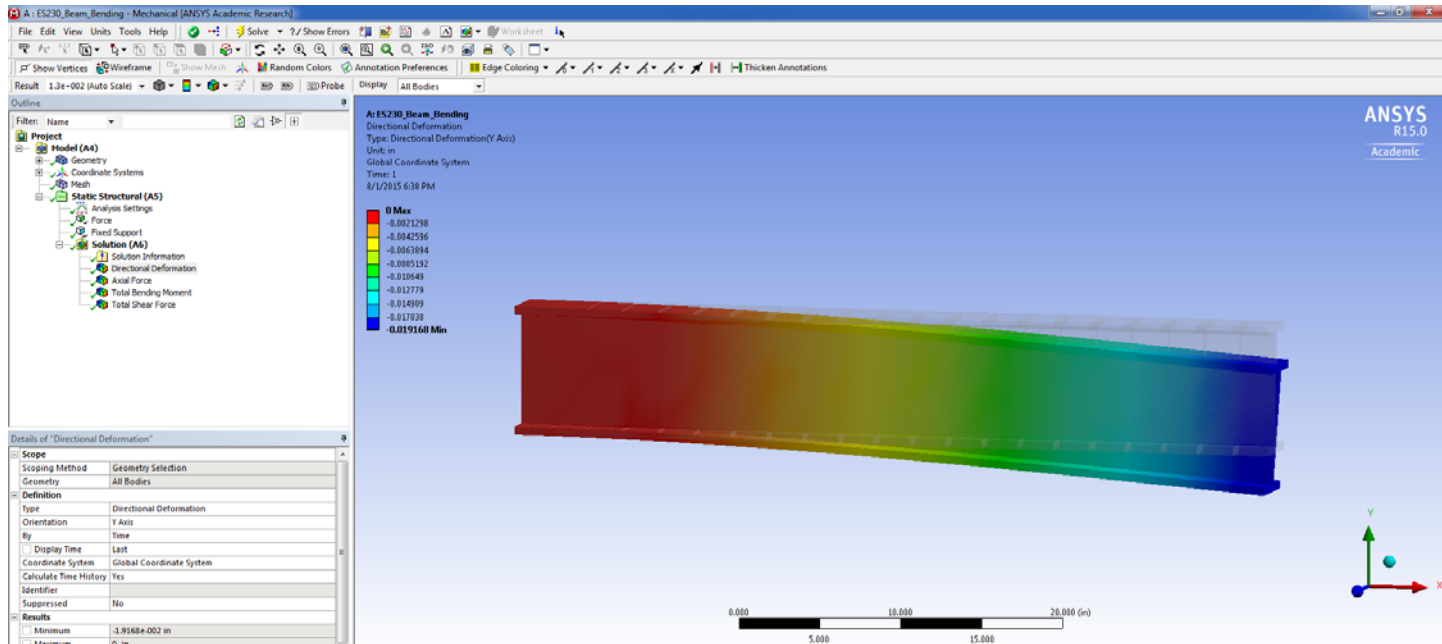 A : ES230_Beam_Bending - Mechanical [ANSYS Academic Research]
File Edit View Units Tools Help Solve ?/ Show Errors Worksheet
Show Vertices Wireframe Show Mesh Random Colors Annotation Preferences Edge Coloring Thicken Annotations
Result 1.3e+002 (Auto Scale) Probe Display All Bodies
Outline
Filter: Name
Project
Model (A4)
Geometry
Coordinate Systems
Mesh
Static Structural (A5)
Analysis Settings
Force
Fixed Support
Solution (A6)
Solution Information
Directional Deformation
Axial Force
Total Bending Moment
Total Shear Force
Details of "Directional Deformation"
Scope
Scoping Method Geometry Selection
Geometry All Bodies
Definition
Type Directional Deformation
Orientation Y Axis
By Time
Display Time Last
Coordinate System Global Coordinate System
Calculate Time History Yes
Identifier
Suppressed No
Results
Minimum -1.9168e-002 in
Maximum 0. in
A: ES230_Beam_Bending
Directional Deformation
Type: Directional Deformation(Y Axis)
Unit: in
Global Coordinate System
Time: 1
8/1/2015 6:38 PM
0 Max
-0.0021298
-0.0042596
-0.0063894
-0.0085192
-0.010649
-0.012779
-0.014909
-0.017038
-0.019168 Min
ANSYS
R15.0
Academic
Y
X
0.000 10.000 20.000 (in)
5.000 15.000